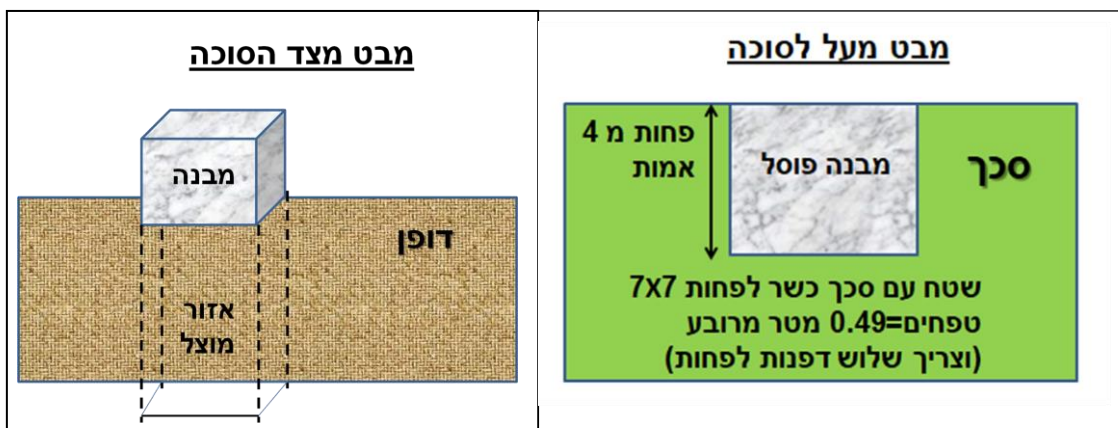 מבט מצד הסוכה
מבנה
דופן
אזור
מוצל
מבט מעל לסוכה
פחות מ 4
אמות
מבנה פוסל
סכך
שטח עם סכך כשר לפחות 7X7
טפחים=0.49 מטר מרובע
(וצריך שלוש דפנות לפחות)